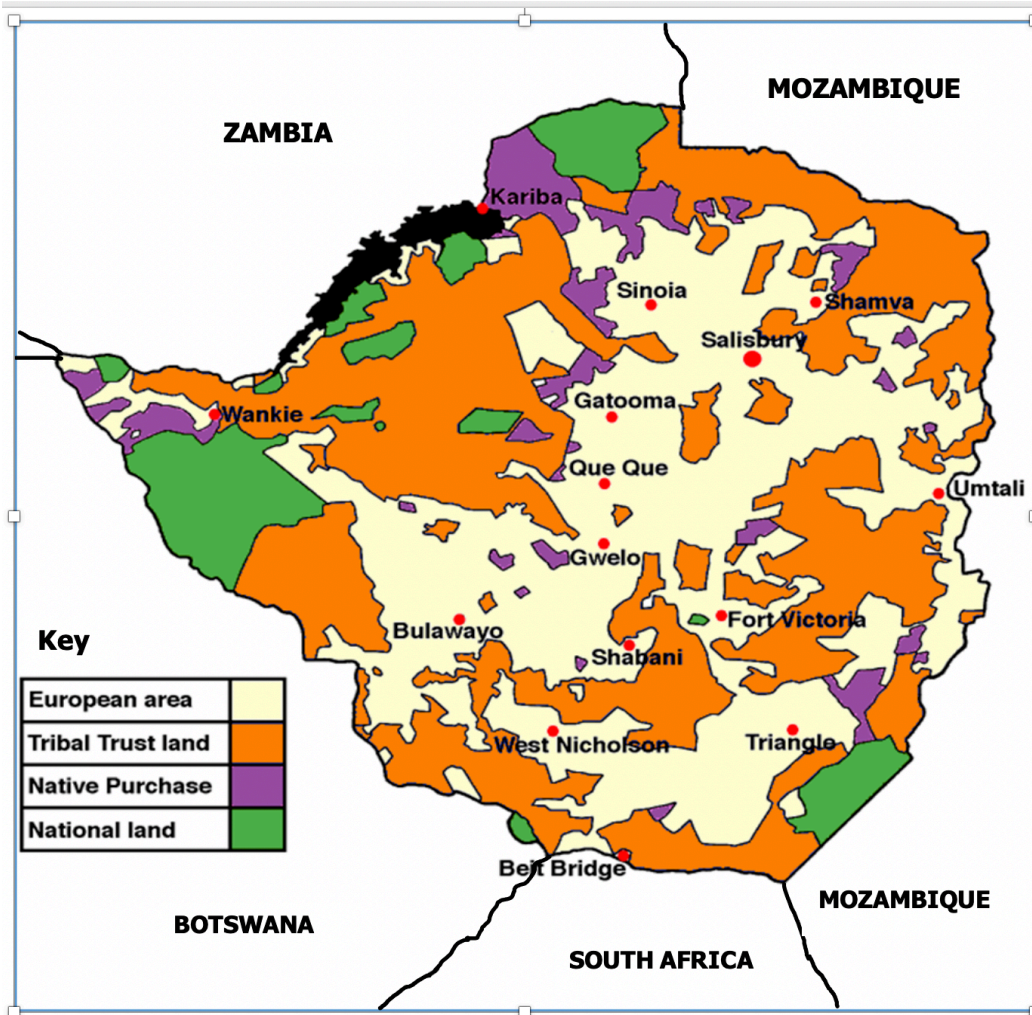 MOZAMBIQUE
ZAMBIA
Kariba
Sinoia
Shamva
Salisbury
Gatooma
Wankie
Que Que
Umtali
Gwelo
Fort Victoria
Bulawayo
Shabani
West Nicholson
Triangle
Beit Bridge
Key
European area
Tribal Trust land
Native Purchase
National land
MOZAMBIQUE
BOTSWANA
SOUTH AFRICA